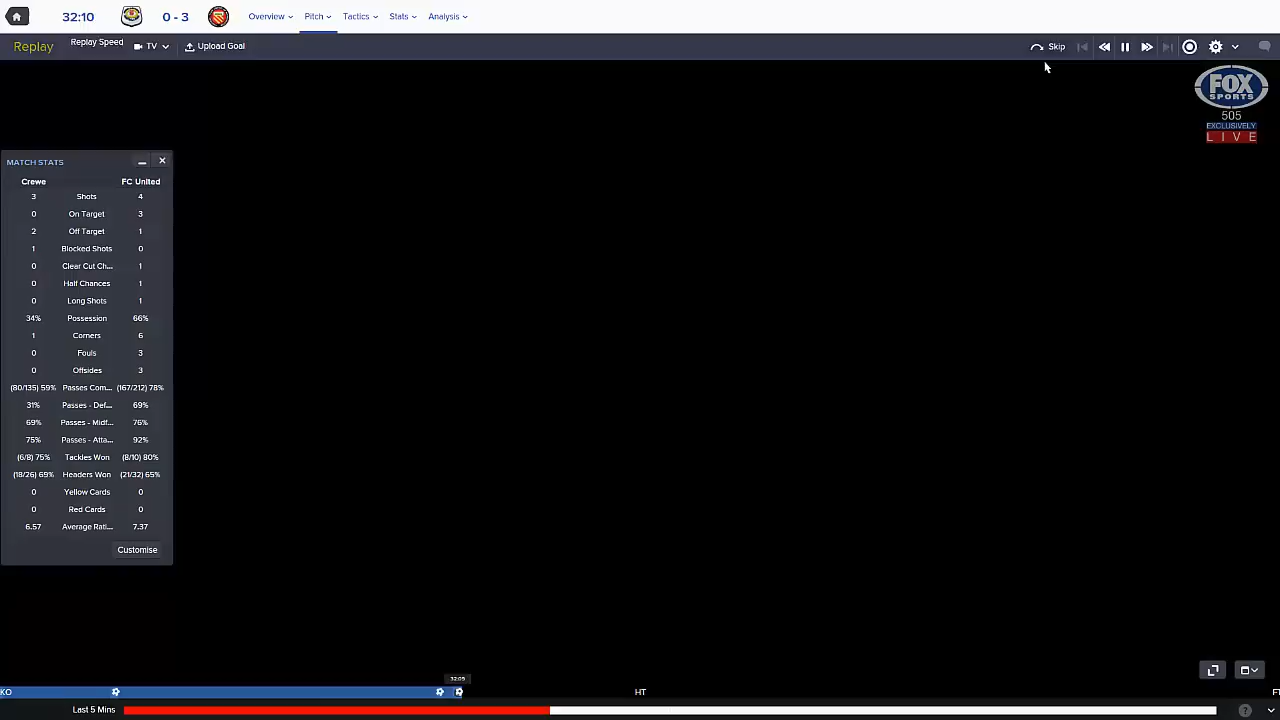 32:10 0 - 3 Overview Pitch Tactics Stats Analysis
Replay Replay Speed TV Upload Goal Skip
FOX
SPORTS
505
EXCLUSIVELY
LIVE
MATCH STATS
Crewe FC United
3 Shots 4
0 On Target 3
2 Off Target 1
1 Blocked Shots 0
0 Clear Cut Ch... 1
0 Half Chances 1
0 Long Shots 1
34% Possession 66%
1 Corners 6
0 Fouls 3
0 Offsides 3
(80/135) 59% Passes Com... (167/212) 78%
31% Passes - Def... 69%
69% Passes - Midf... 76%
75% Passes - Atta... 92%
(6/8) 75% Tackles Won (8/10) 80%
(18/26) 69% Headers Won (21/32) 65%
0 Yellow Cards 0
0 Red Cards 0
6.57 Average Rati... 7.37
Customise
32:09
KO HT F
Last 5 Mins ?